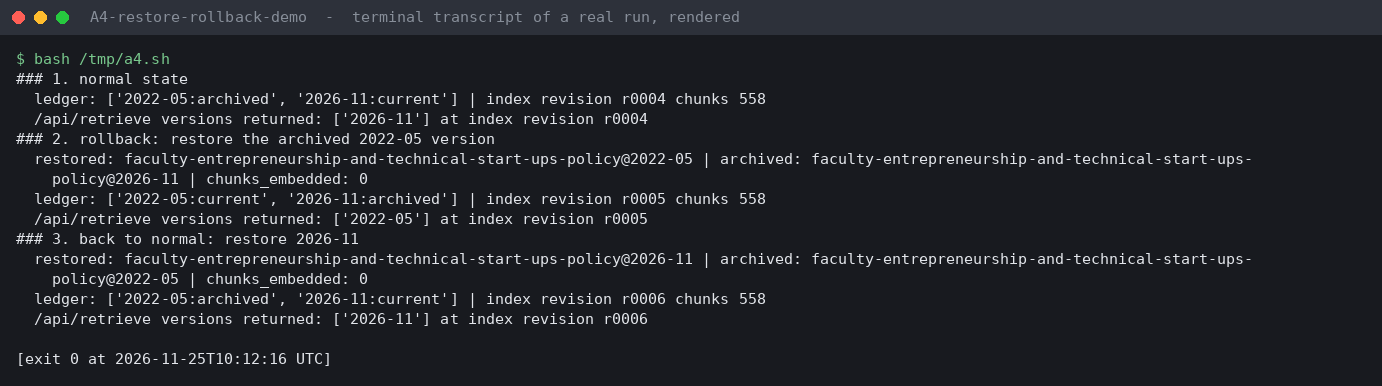 A4-restore-rollback-demo - terminal transcript of a real run, rendered
$ bash /tmp/a4.sh
### 1. normal state
ledger: ['2022-05:archived', '2026-11:current'] | index revision r0004 chunks 558
/api/retrieve versions returned: ['2026-11'] at index revision r0004
### 2. rollback: restore the archived 2022-05 version
restored: faculty-entrepreneurship-and-technical-start-ups-policy@2022-05 | archived: faculty-entrepreneurship-and-technical-start-ups-
policy@2026-11 | chunks_embedded: 0
ledger: ['2022-05:current', '2026-11:archived'] | index revision r0005 chunks 558
/api/retrieve versions returned: ['2022-05'] at index revision r0005
### 3. back to normal: restore 2026-11
restored: faculty-entrepreneurship-and-technical-start-ups-policy@2026-11 | archived: faculty-entrepreneurship-and-technical-start-ups-
policy@2022-05 | chunks_embedded: 0
ledger: ['2022-05:archived', '2026-11:current'] | index revision r0006 chunks 558
/api/retrieve versions returned: ['2026-11'] at index revision r0006
[exit 0 at 2026-11-25T10:12:16 UTC]